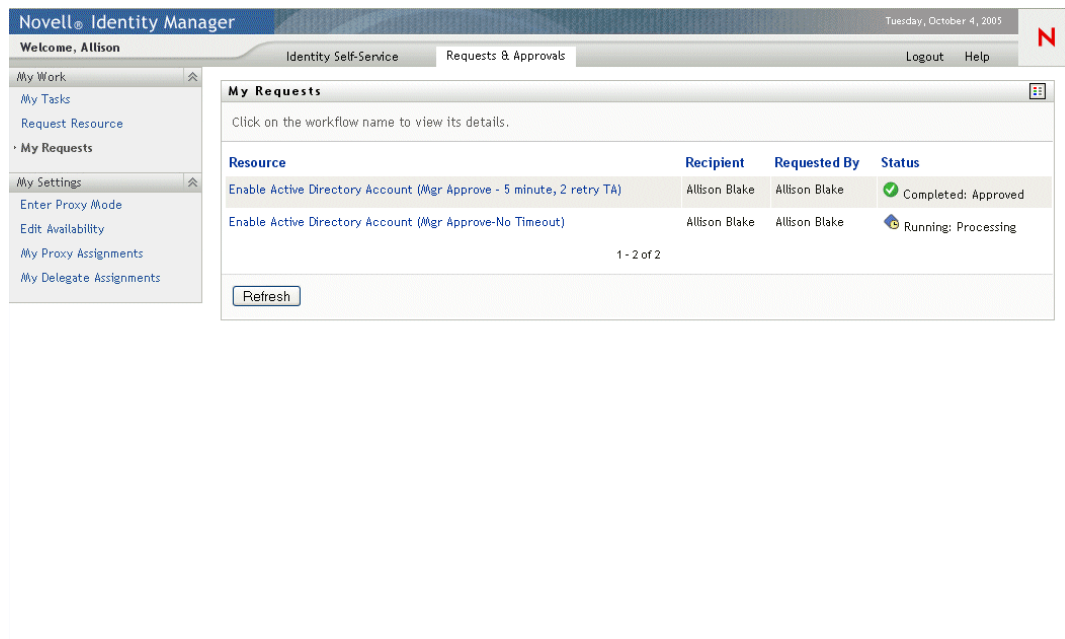 Novell® Identity Manager
Tuesday, October 4, 2005
N
Welcome, Allison
Identity Self-Service
Requests & Approvals
Logout Help
My Work
My Tasks
Request Resource
My Requests
My Settings
Enter Proxy Mode
Edit Availability
My Proxy Assignments
My Delegate Assignments
My Requests
Click on the workflow name to view its details.
Resource Recipient Requested By Status
Enable Active Directory Account (Mgr Approve - 5 minute, 2 retry TA) Allison Blake Allison Blake Completed: Approved
Enable Active Directory Account (Mgr Approve-No Timeout) Allison Blake Allison Blake Running: Processing
1 - 2 of 2
Refresh